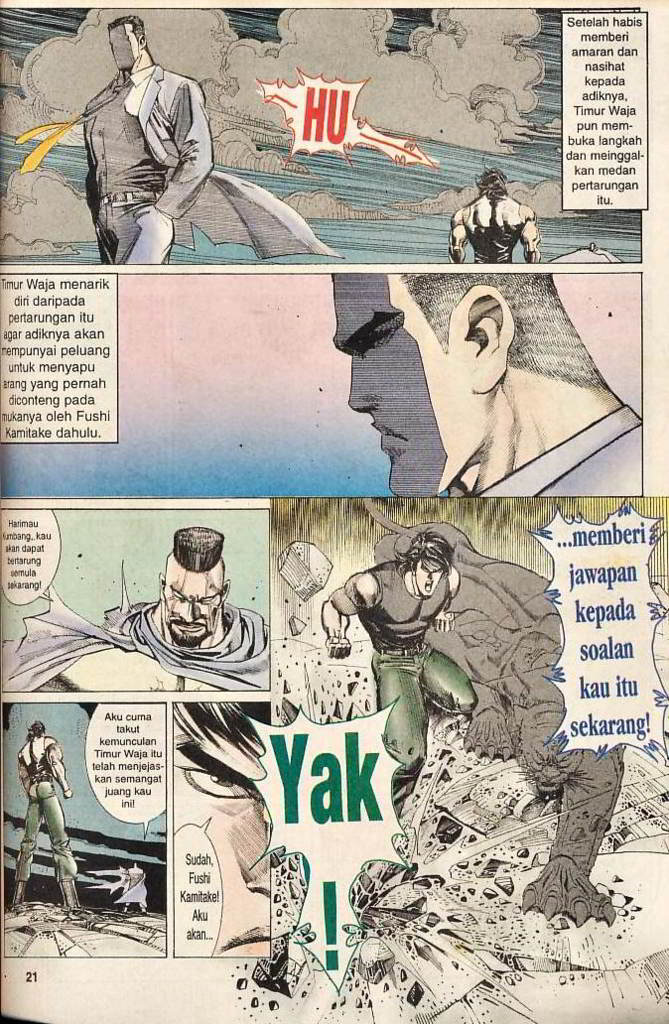 Setelah habis
memberi
amaran dan
nasihat
kepada
adiknya,
Timur Waja
pun mem-
buka langkah
dan meinggal-
kan medan
pertarungan
itu.
HU
Timur Waja menarik
diri daripada
pertarungan itu
agar adiknya akan
mempunyai peluang
untuk menyapu
arang yang pernah
diconteng pada
mukanya oleh Fushi
Kamitake dahulu.
Harimau
Kumbang,, kau
akan dapat
bertarung
semula
sekarang!
...memberi
jawapan
kepada
soalan
kau itu
sekarang!
Aku cuma
takut
kemunculan
Timur Waja itu
telah menjejas-
kan semangat
juang kau
ini!
Sudah,
Fushi
Kamitake!
Aku
akan...
Yak
!
21